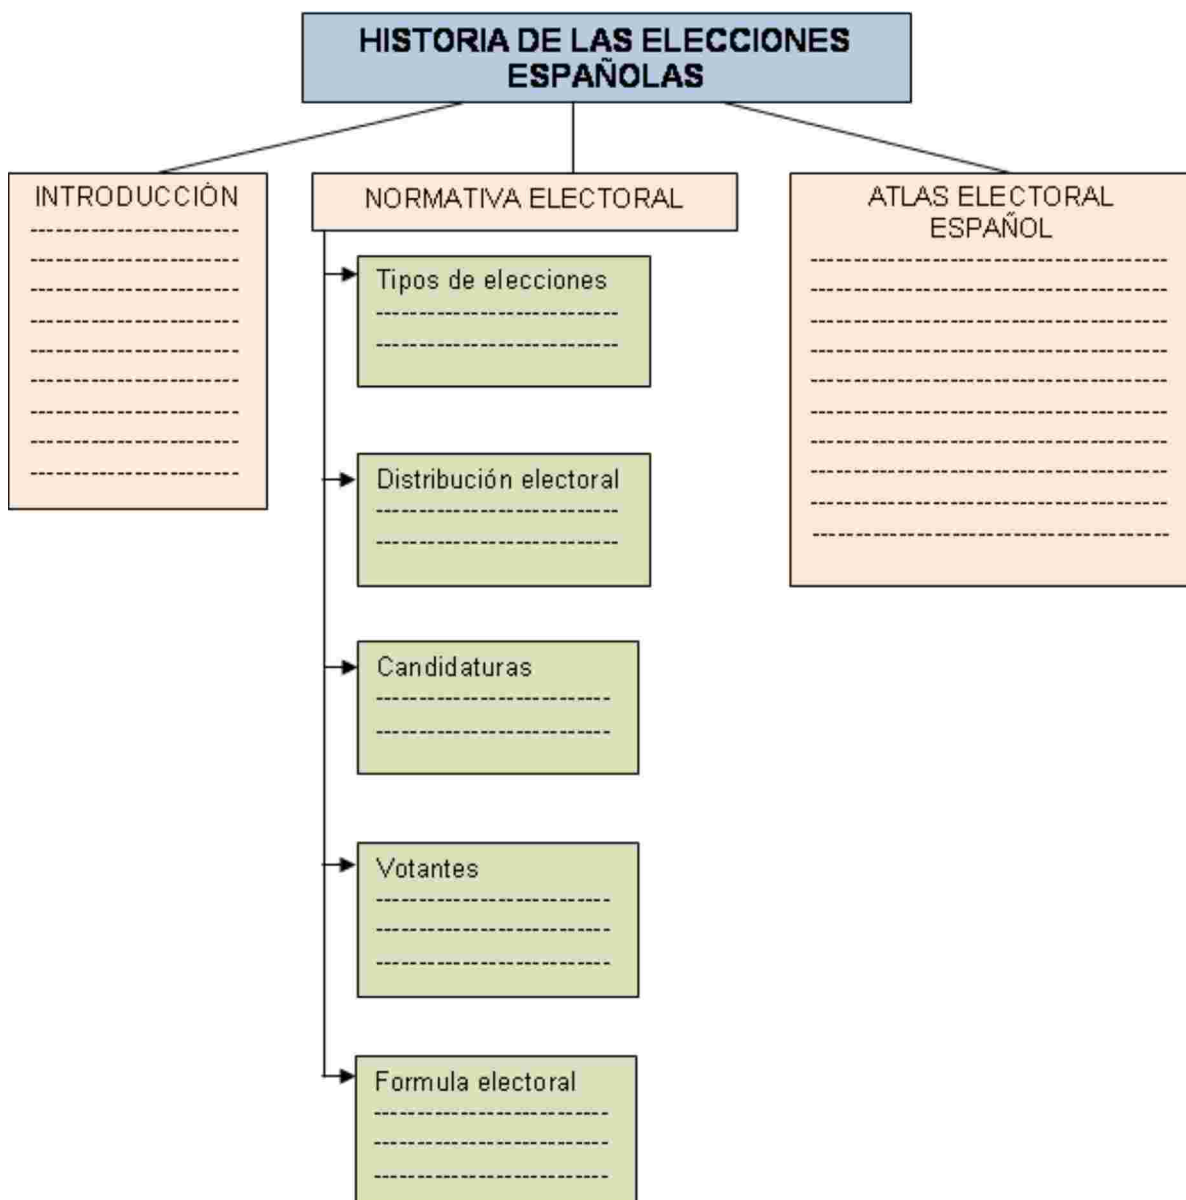 HISTORIA DE LAS ELECCIONES
ESPAÑOLAS
INTRODUCCIÓN
NORMATIVA ELECTORAL
Tipos de elecciones
Distribución electoral
Candidaturas
Votantes
Formula electoral
ATLAS ELECTORAL
ESPAÑOL